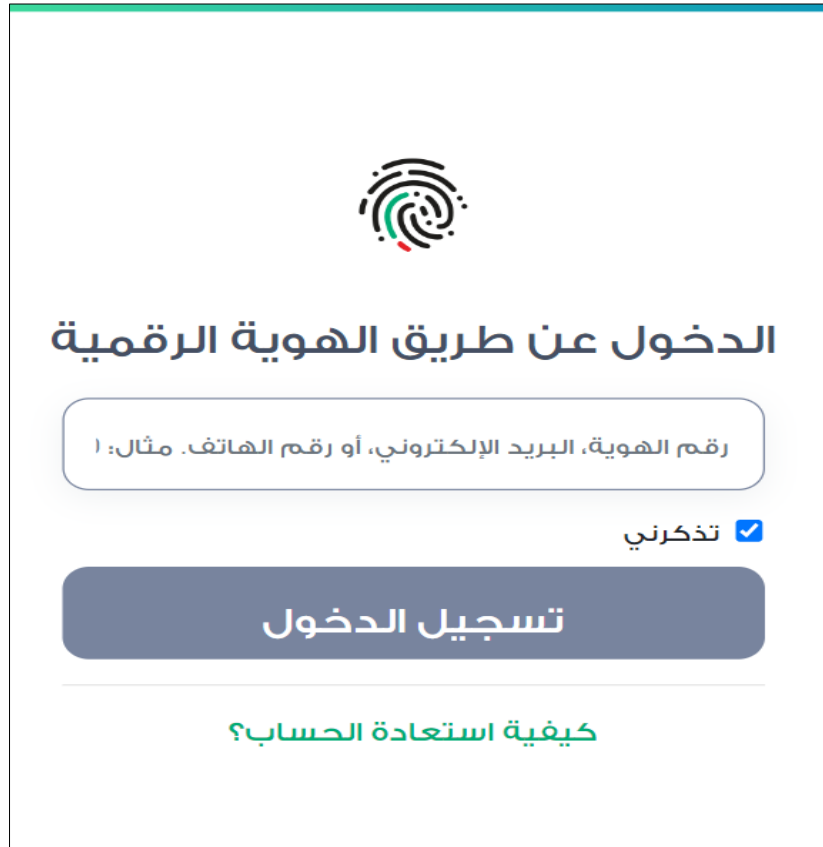 الدخول عن طريق الهوية الرقمية
رقم الهوية، البريد الإلكتروني، أو رقم الهاتف. مثال:
تذكرني
تسجيل الدخول
كيفية استعادة الحساب؟